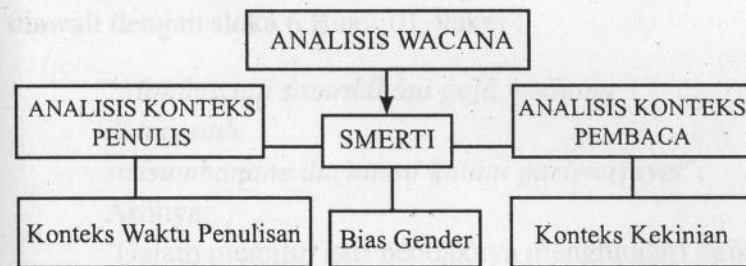 ANALISIS WACANA
ANALISIS KONTEKS
PENULIS
SMERTI
ANALISIS KONTEKS
PEMBACA
Konteks Waktu Penulisan
Bias Gender
Konteks Kekinian